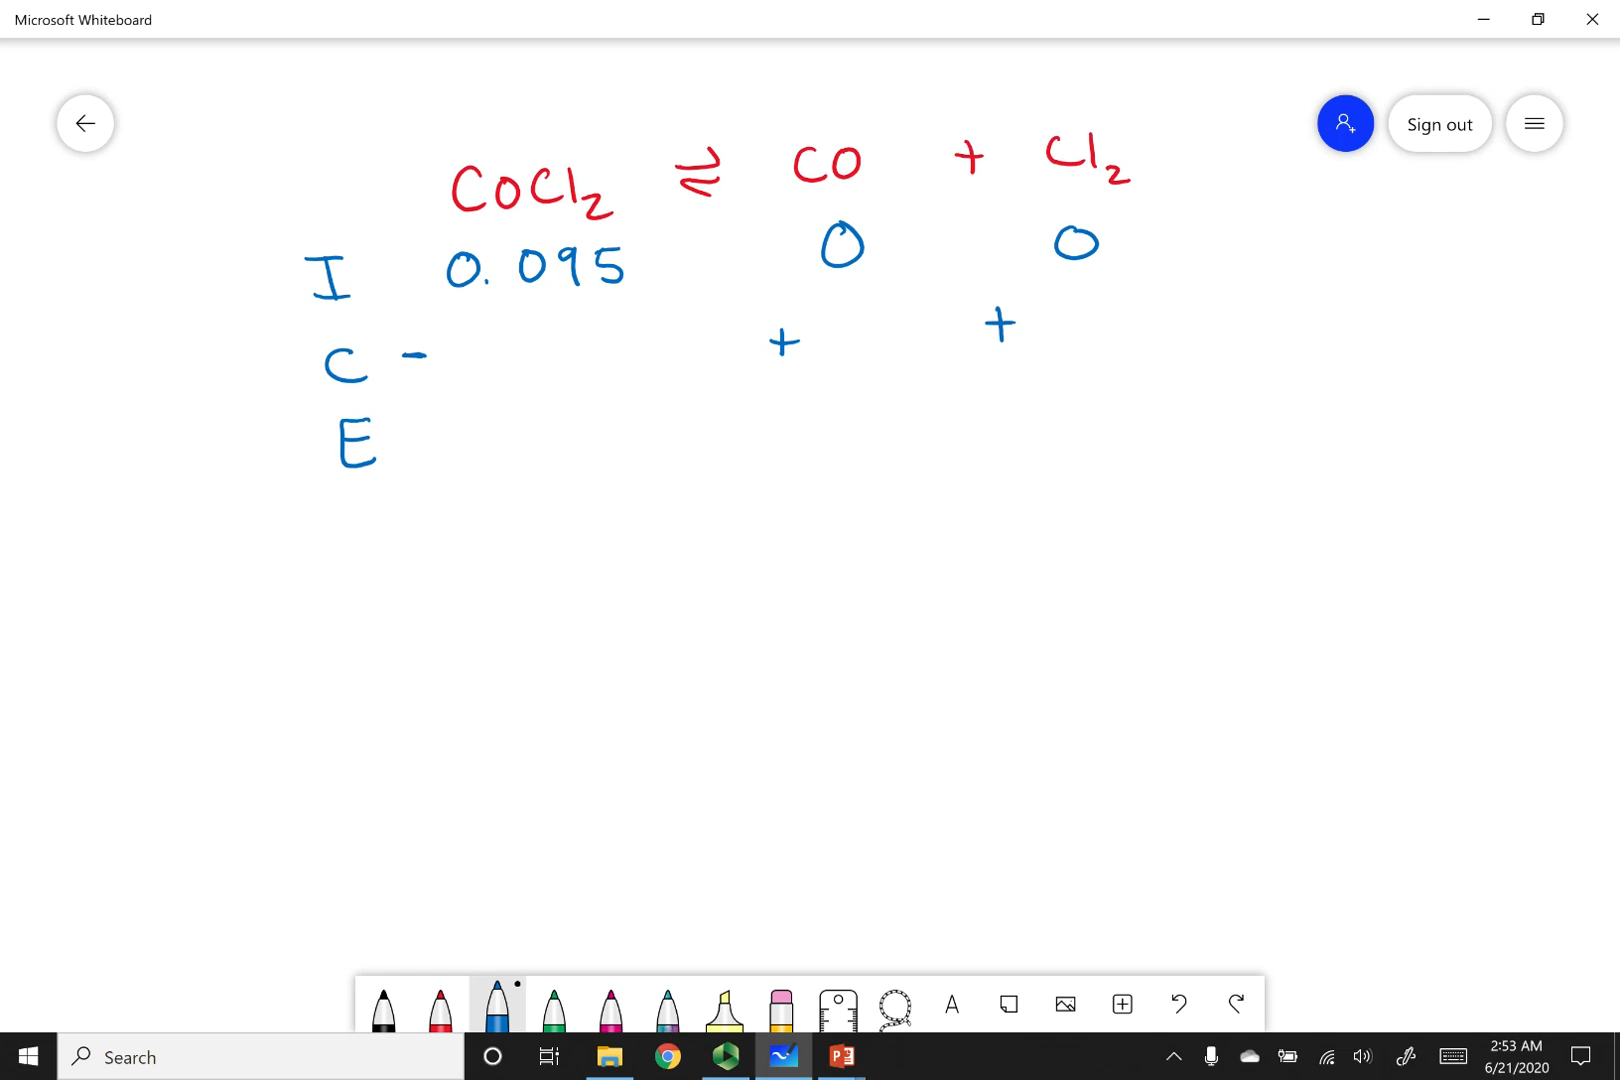 Microsoft Whiteboard
Sign out
CoCl₂ ⇌ CO + Cl₂
I 0.095 0 0
C - + +
E
A
Search
2:53 AM
6/21/2020